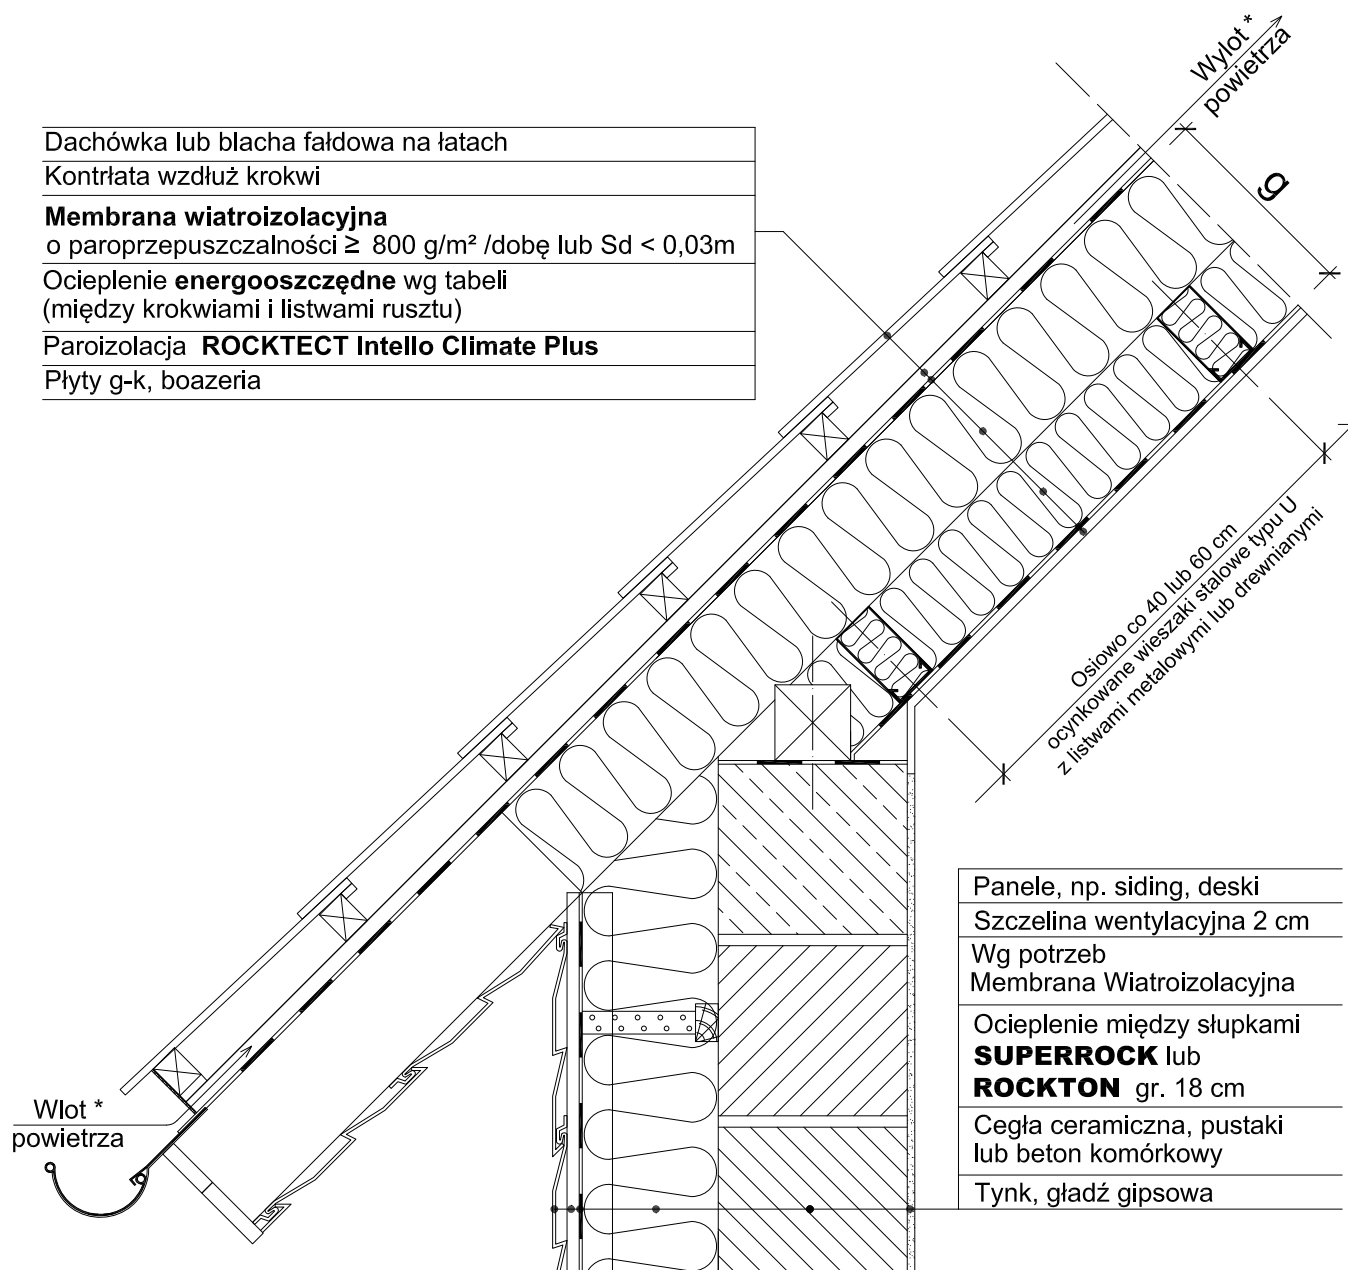 Wylot *
powietrza
g
Dachówka lub blacha fałdowa na łatach
Kontrłata wzdłuż krokwi
Membrana wiatroizolacyjna
o paroprzepuszczalności ≥ 800 g/m² /dobę lub Sd < 0,03m
Ocieplenie energooszczędne wg tabeli
(między krokwiami i listwami rusztu)
Paroizolacja ROCKTECT Intello Climate Plus
Płyty g-k, boazeria
Osiowo co 40 lub 60 cm
ocynkowane wieszaki stalowe typu U
z listwami metalowymi lub drewnianymi
Panele, np. siding, deski
Szczelina wentylacyjna 2 cm
Wg potrzeb
Membrana Wiatroizolacyjna
Ocieplenie między słupkami
SUPERROCK lub
ROCKTON gr. 18 cm
Cegła ceramiczna, pustaki
lub beton komórkowy
Tynk, gładź gipsowa
Wlot *
powietrza